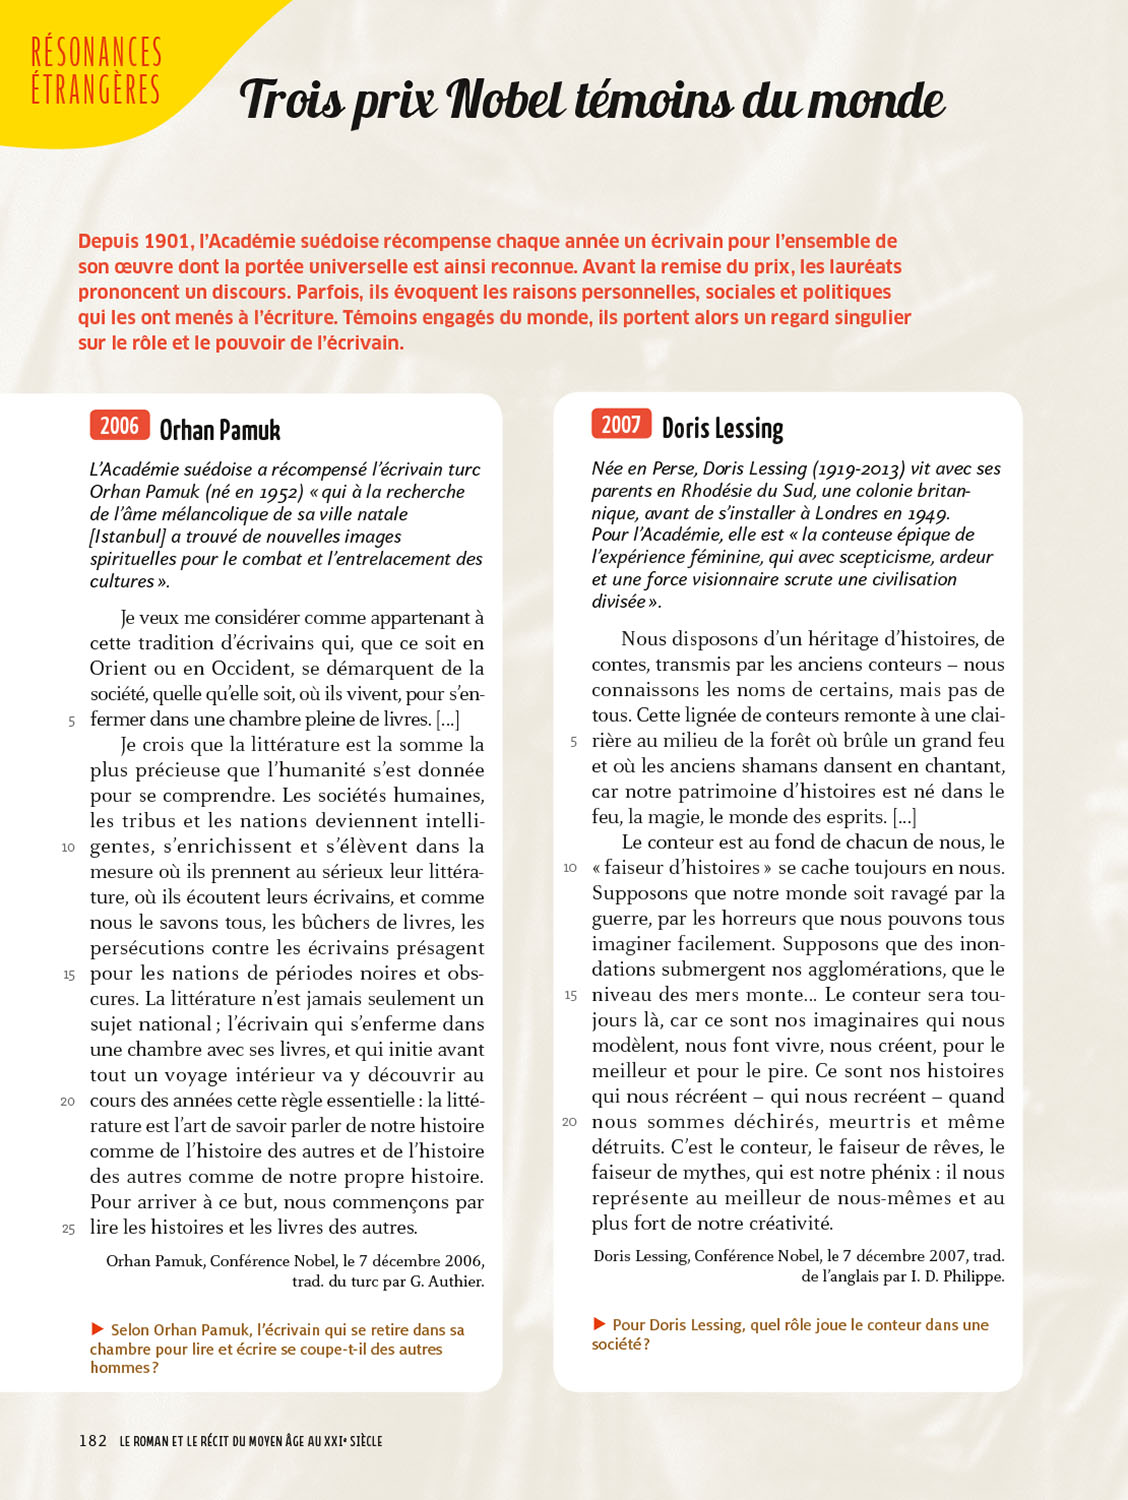 RÉSONANCES
ÉTRANGÈRES
Trois prix Nobel témoins du monde
Depuis 1901, l'Académie suédoise récompense chaque année un écrivain pour l'ensemble de
son œuvre dont la portée universelle est ainsi reconnue. Avant la remise du prix, les lauréats
prononcent un discours. Parfois, ils évoquent les raisons personnelles, sociales et politiques
qui les ont menés à l'écriture. Témoins engagés du monde, ils portent alors un regard singulier
sur le rôle et le pouvoir de l'écrivain.
2006 Orhan Pamuk
L'Académie suédoise a récompensé l'écrivain turc
Orhan Pamuk (né en 1952) « qui à la recherche
de l'âme mélancolique de sa ville natale
[Istanbul] a trouvé de nouvelles images
spirituelles pour le combat et l'entrelacement des
cultures ».
Je veux me considérer comme appartenant à
cette tradition d'écrivains qui, que ce soit en
Orient ou en Occident, se démarquent de la
société, quelle qu'elle soit, où ils vivent, pour s'en-
5 fermer dans une chambre pleine de livres. [...]
Je crois que la littérature est la somme la
plus précieuse que l'humanité s'est donnée
pour se comprendre. Les sociétés humaines,
les tribus et les nations deviennent intelli-
10 gentes, s'enrichissent et s'élèvent dans la
mesure où ils prennent au sérieux leur littéra-
ture, où ils écoutent leurs écrivains, et comme
nous le savons tous, les bûchers de livres, les
persécutions contre les écrivains présagent
15 pour les nations de périodes noires et obs-
cures. La littérature n'est jamais seulement un
sujet national ; l'écrivain qui s'enferme dans
une chambre avec ses livres, et qui initie avant
tout un voyage intérieur va y découvrir au
20 cours des années cette règle essentielle : la litté-
rature est l'art de savoir parler de notre histoire
comme de l'histoire des autres et de l'histoire
des autres comme de notre propre histoire.
Pour arriver à ce but, nous commençons par
25 lire les histoires et les livres des autres.
Orhan Pamuk, Conférence Nobel, le 7 décembre 2006,
trad. du turc par G. Authier.
► Selon Orhan Pamuk, l'écrivain qui se retire dans sa
chambre pour lire et écrire se coupe-t-il des autres
hommes ?
2007 Doris Lessing
Née en Perse, Doris Lessing (1919-2013) vit avec ses
parents en Rhodésie du Sud, une colonie britan-
nique, avant de s'installer à Londres en 1949.
Pour l'Académie, elle est « la conteuse épique de
l'expérience féminine, qui avec scepticisme, ardeur
et une force visionnaire scrute une civilisation
divisée ».
Nous disposons d'un héritage d'histoires, de
contes, transmis par les anciens conteurs – nous
connaissons les noms de certains, mais pas de
tous. Cette lignée de conteurs remonte à une clai-
5 rière au milieu de la forêt où brûle un grand feu
et où les anciens shamans dansent en chantant,
car notre patrimoine d'histoires est né dans le
feu, la magie, le monde des esprits. [...]
Le conteur est au fond de chacun de nous, le
10 « faiseur d'histoires » se cache toujours en nous.
Supposons que notre monde soit ravagé par la
guerre, par les horreurs que nous pouvons tous
imaginer facilement. Supposons que des inon-
dations submergent nos agglomérations, que le
15 niveau des mers monte... Le conteur sera tou-
jours là, car ce sont nos imaginaires qui nous
modèlent, nous font vivre, nous créent, pour le
meilleur et pour le pire. Ce sont nos histoires
qui nous récréent – qui nous recréent – quand
20 nous sommes déchirés, meurtris et même
détruits. C'est le conteur, le faiseur de rêves, le
faiseur de mythes, qui est notre phénix : il nous
représente au meilleur de nous-mêmes et au
plus fort de notre créativité.
Doris Lessing, Conférence Nobel, le 7 décembre 2007, trad.
de l'anglais par I. D. Philippe.
► Pour Doris Lessing, quel rôle joue le conteur dans une
société ?
182 LE ROMAN ET LE RÉCIT DU MOYEN ÂGE AU XXIe SIÈCLE